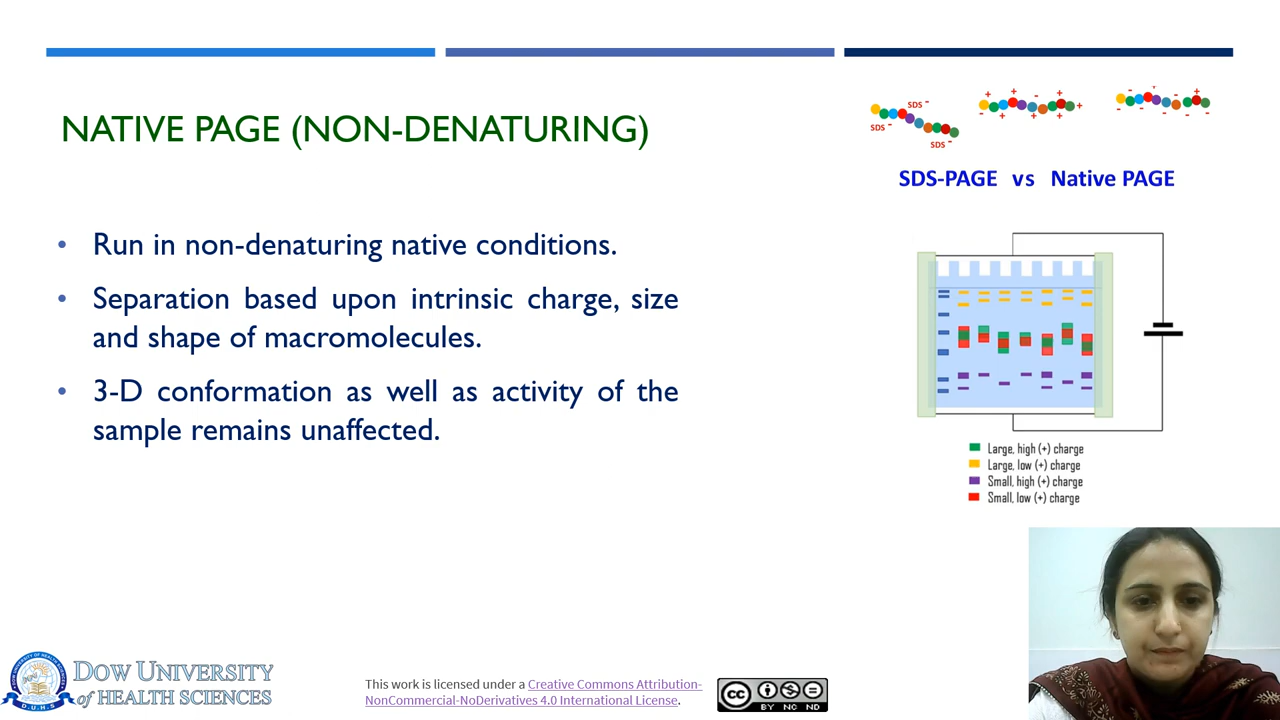 NATIVE PAGE (NON-DENATURING)
• Run in non-denaturing native conditions.
• Separation based upon intrinsic charge, size
and shape of macromolecules.
• 3-D conformation as well as activity of the
sample remains unaffected.
SDS -
SDS -
SDS -
SDS-PAGE vs Native PAGE
Large, high (+) charge
Large, low (+) charge
Small, high (+) charge
Small, low (+) charge
DOW UNIVERSITY
of HEALTH SCIENCES
D.U.H.S
This work is licensed under a Creative Commons Attribution-
NonCommercial-NoDerivatives 4.0 International License.
cc
BY NC ND